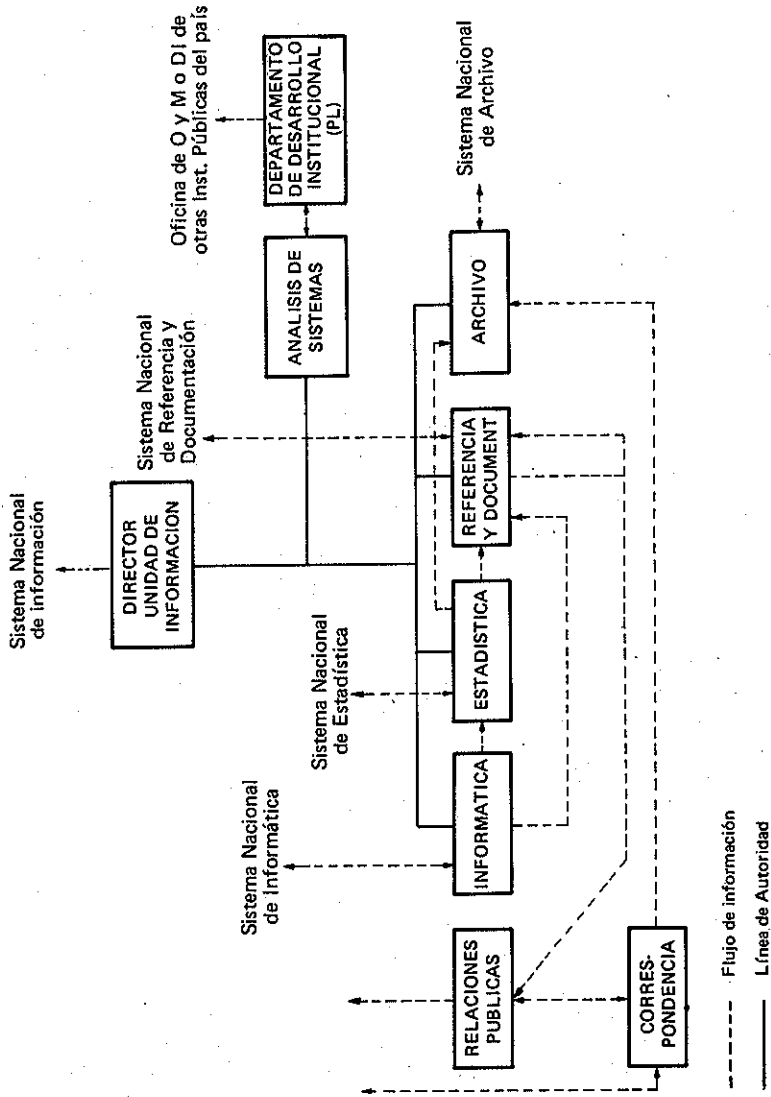 Sistema Nacional
de información
DIRECTOR
UNIDAD DE
INFORMACION
Sistema Nacional
de Referencia y
Documentación
Oficina de O y M o DI de
otras Inst. Públicas del país
ANALISIS DE
SISTEMAS
DEPARTAMENTO
DE DESARROLLO
INSTITUCIONAL
(PL)
Sistema Nacional
de Informática
Sistema Nacional
de Estadística
Sistema Nacional
de Archivo
RELACIONES
PUBLICAS
INFORMATICA
ESTADISTICA
REFERENCIA
Y DOCUMENT
ARCHIVO
CORRES-
PONDENCIA
Flujo de información
Línea de Autoridad